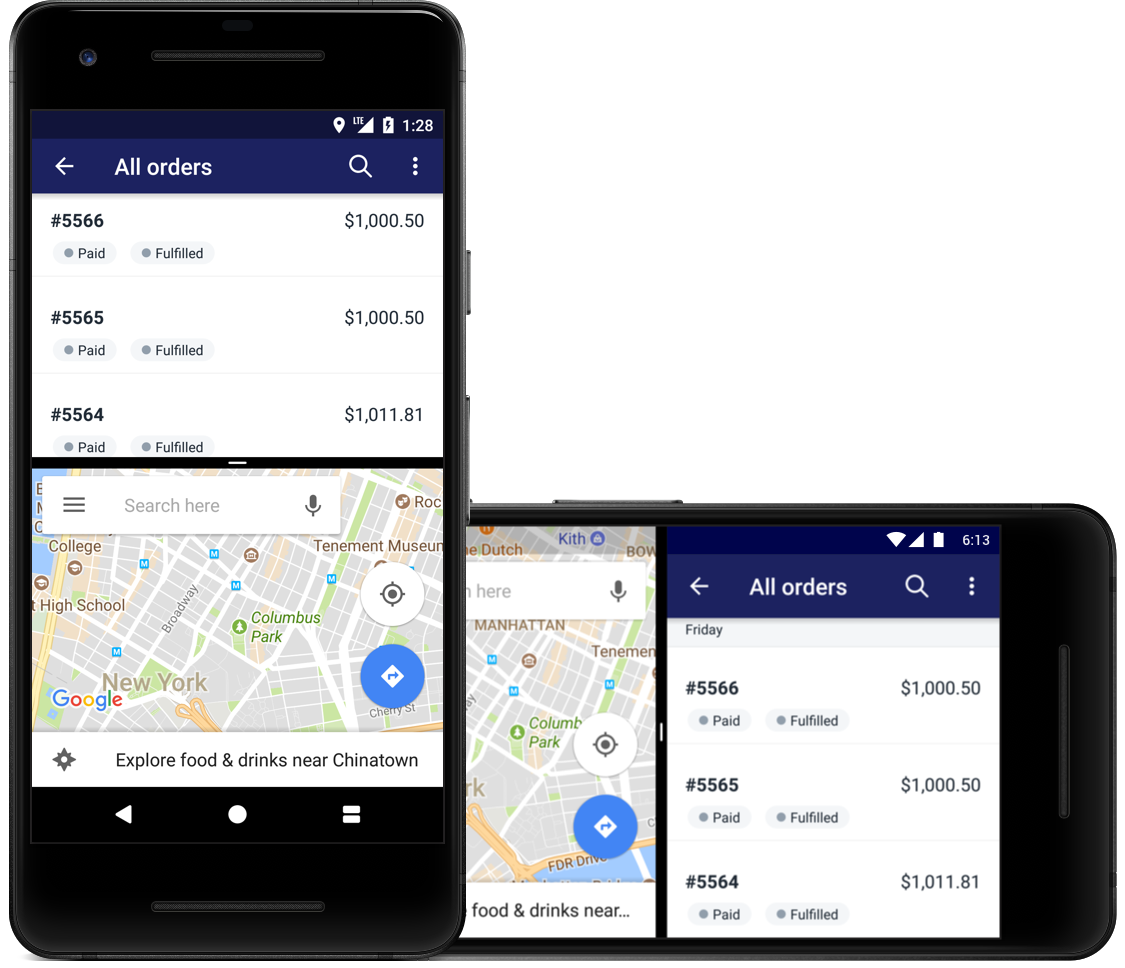 LTE 1:28
All orders
#5566 $1,000.50
Paid Fulfilled
#5565 $1,000.50
Paid Fulfilled
#5564 $1,011.81
Paid Fulfilled
Search here
Roc
College
Tenement Museum
M
M
M
M
t High School
Broadway
Columbus
Park
M
New York
Google
Cherry St
Explore food & drinks near Chinatown
Kith
e Dutch
BOW
6:13
All orders
h here
MANHATTAN
Friday
Tenemen
M
M
M
#5566 $1,000.50
Paid Fulfilled
Columb
Park
#5565 $1,000.50
rk
Paid Fulfilled
FDR Drive
#5564 $1,011.81
food & drinks near...
Paid Fulfilled